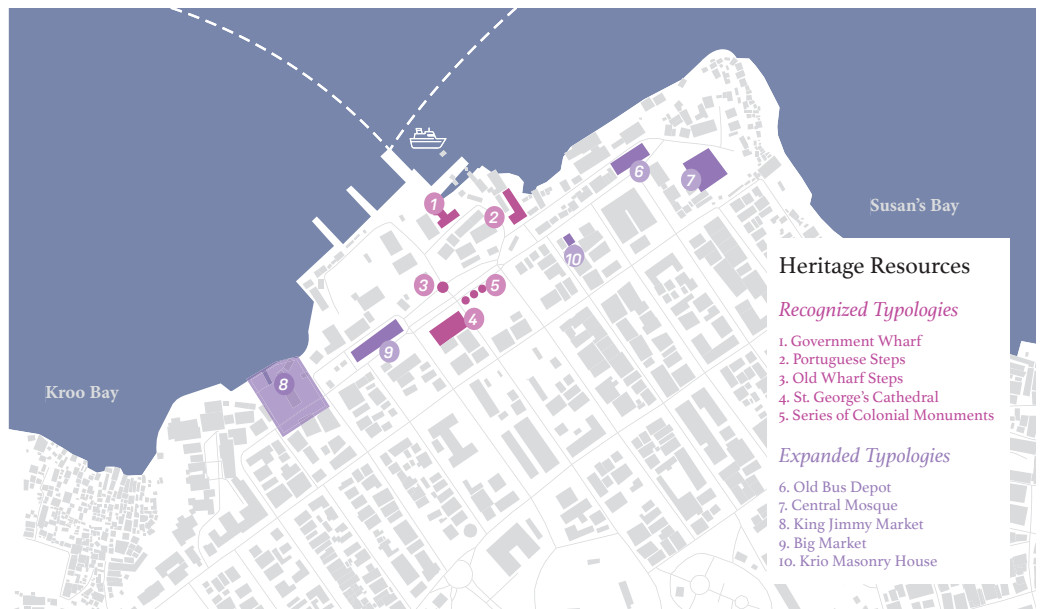 6
7
1
2
Susan's Bay
10
Heritage Resources
3
5
Recognized Typologies
4
1. Government Wharf
9
2. Portuguese Steps
3. Old Wharf Steps
8
4. St. George's Cathedral
Kroo Bay
5. Series of Colonial Monuments
Expanded Typologies
6. Old Bus Depot
7. Central Mosque
8. King Jimmy Market
9. Big Market
10. Krio Masonry House